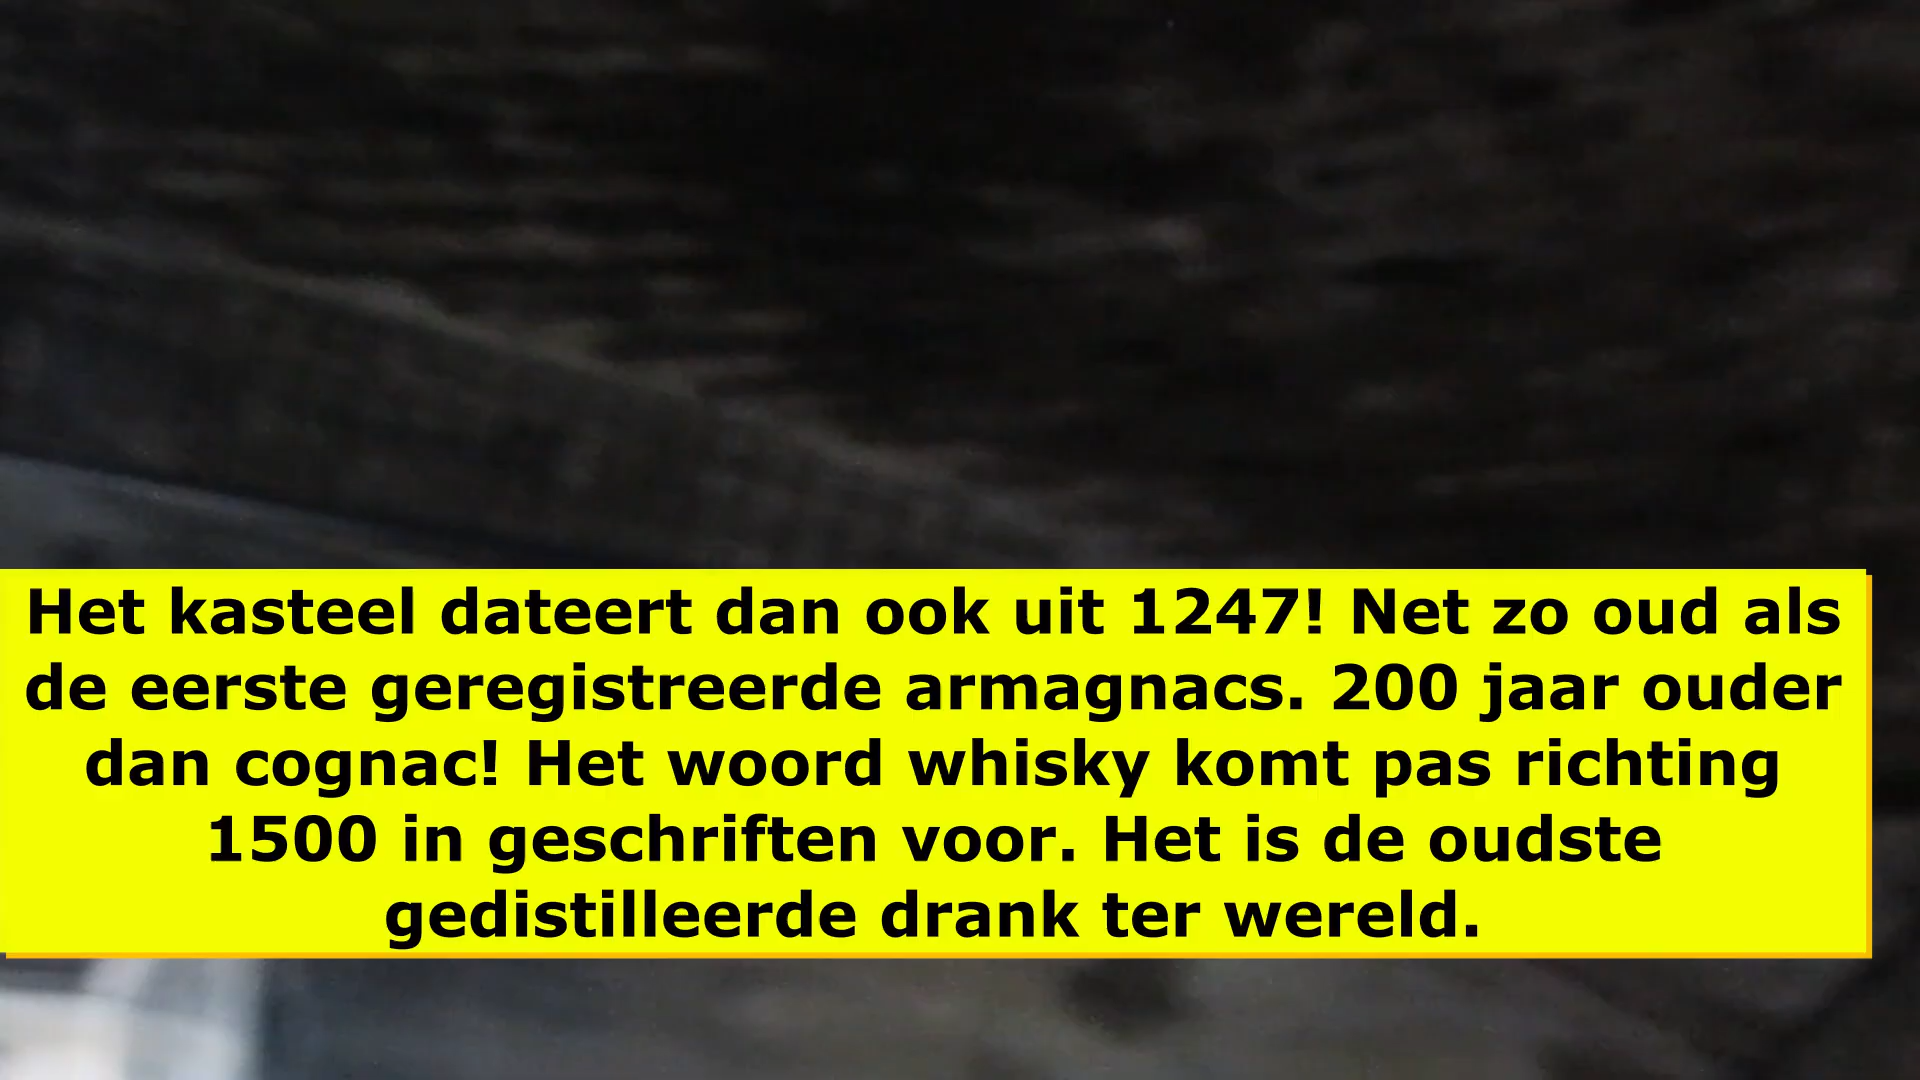 Het kasteel dateert dan ook uit 1247! Net zo oud als
de eerste geregistreerde armagnacs. 200 jaar ouder
dan cognac! Het woord whisky komt pas richting
1500 in geschriften voor. Het is de oudste
gedistilleerde drank ter wereld.